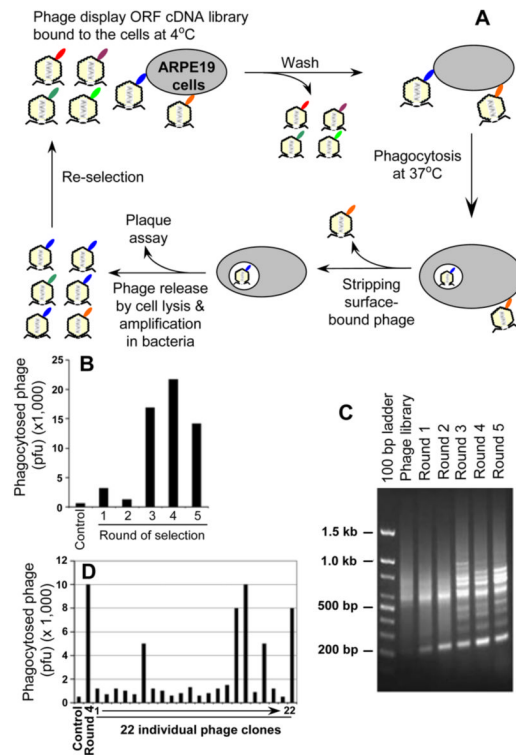 Phage display ORF cDNA library
bound to the cells at 4°C
A
ARPE19
cells
Wash
Phagocytosis
at 37°C
Re-selection
Plaque
assay
Phage release
by cell lysis &
amplification
in bacteria
Stripping
surface-
bound phage
B
Phagocytosed phage
(pfu) (x1,000)
25
20
15
10
5
0
Control
1 2 3 4 5
Round of selection
C
100 bp ladder
Phage library
Round 1
Round 2
Round 3
Round 4
Round 5
1.5 kb
1.0 kb
500 bp
200 bp
D
Phagocytosed phage
(pfu) (x 1,000)
12
10
8
6
4
2
0
Control
Round 4
1 22
22 individual phage clones